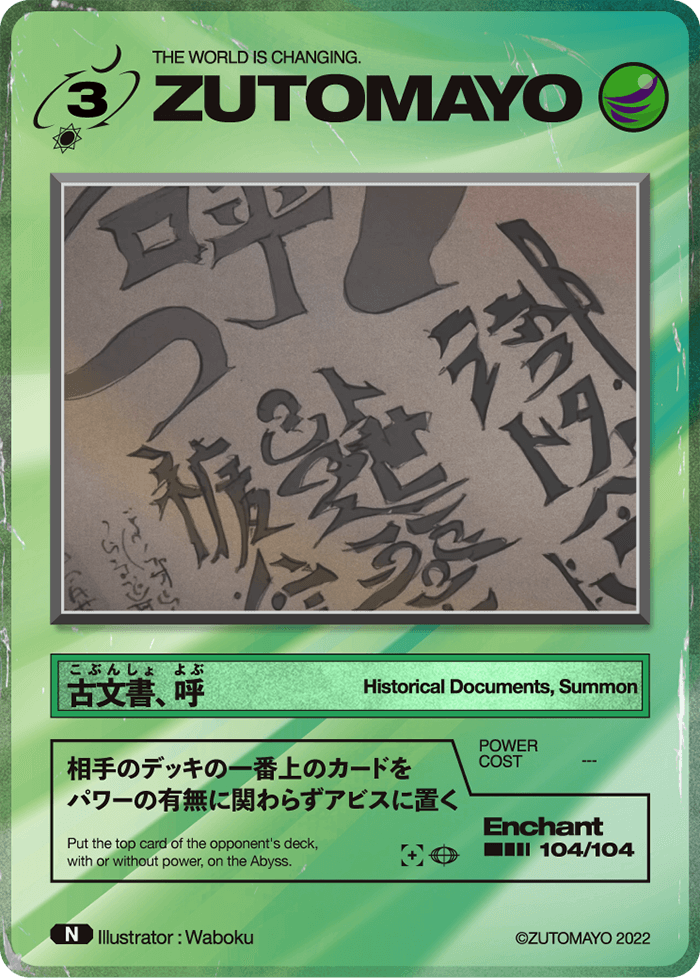 THE WORLD IS CHANGING.
3
ZUTOMAYO
呼
こぶんしょ よぶ
古文書、呼
Historical Documents, Summon
相手のデッキの一番上のカードを
パワーの有無に関わらずアビスに置く
Put the top card of the opponent's deck,
with or without power, on the Abyss.
POWER
COST ---
Enchant
104/104
N Illustrator : Waboku
©ZUTOMAYO 2022